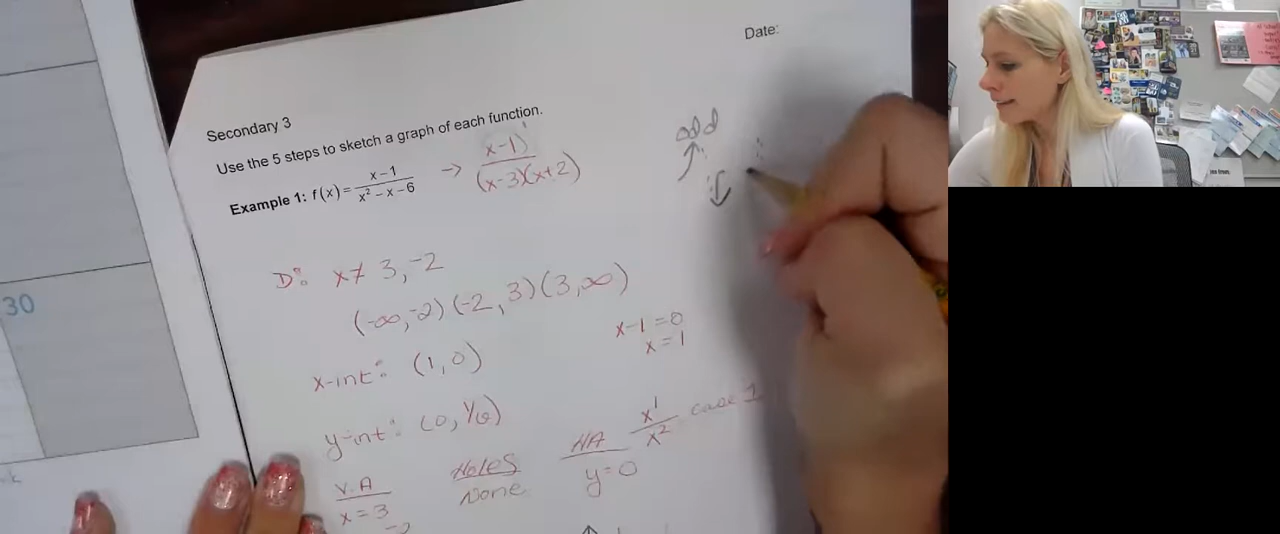 Date:
Secondary 3
Use the 5 steps to sketch a graph of each function.
Example 1: f(x) = (x-1)/(x² - x - 6) → (x-1)¹/((x-3)(x+2))
odd
D: x ≠ 3, -2
(-∞, -2) (-2, 3) (3, ∞)
x-1 = 0
x = 1
x-int: (1, 0)
y-int: (0, 1/6)
x¹/x² case 1
HA
y = 0
Holes
None
V.A
x = 3
-2
30